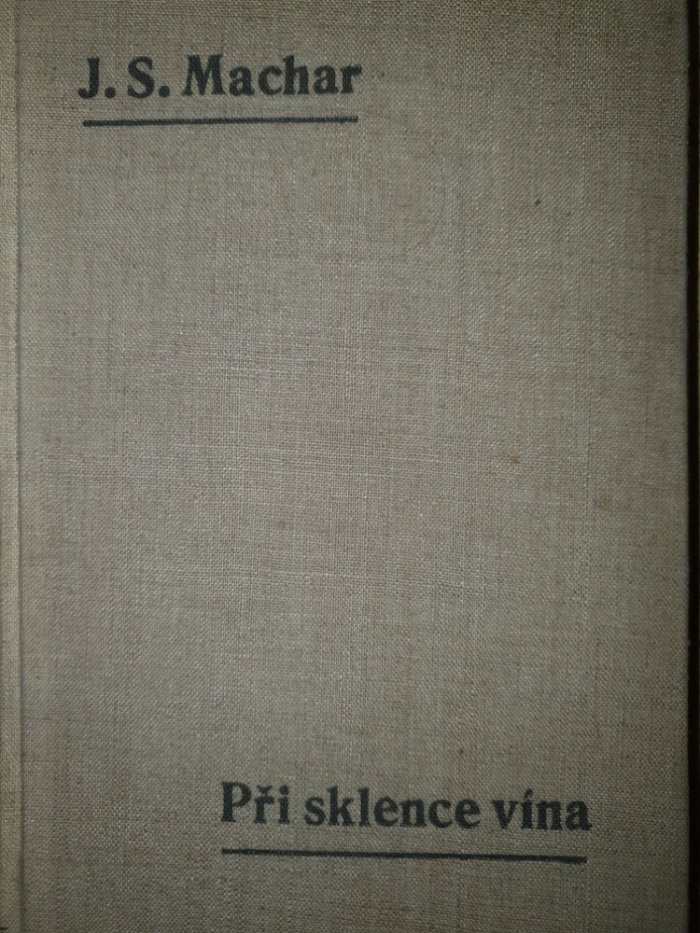 J. S. Machar
Při sklence vína